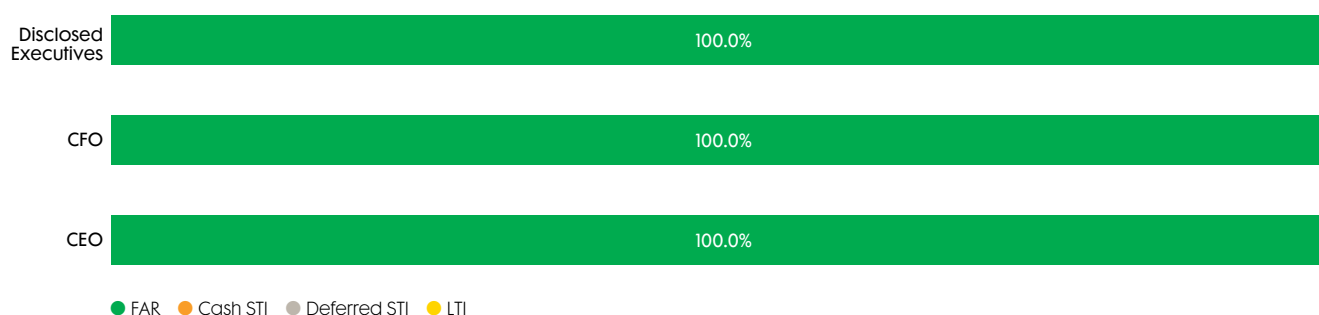 Disclosed
Executives
100.0%
CFO
100.0%
CEO
100.0%
FAR Cash STI Deferred STI LTI